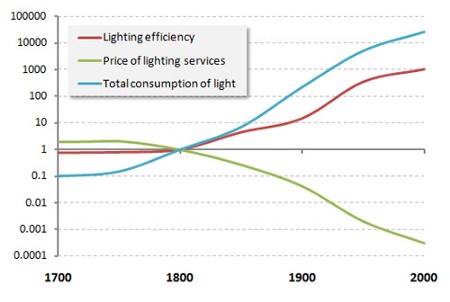 100000
10000
1000
100
10
1
0.1
0.01
0.001
0.0001
Lighting efficiency
Price of lighting services
Total consumption of light
1700 1800 1900 2000